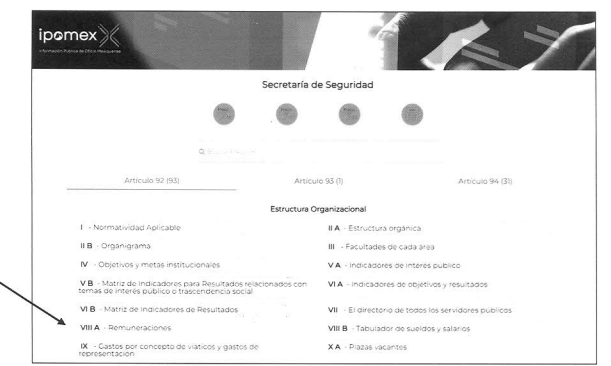 ipomex
Información Pública de Oficio Mexiquense
Secretaría de Seguridad
Artículo 92 (93)
Artículo 93 (1)
Artículo 94 (31)
Estructura Organizacional
I - Normatividad Aplicable
II A - Estructura orgánica
II B - Organigrama
III - Facultades de cada área
IV - Objetivos y metas institucionales
V A - Indicadores de interés público
V B - Matriz de Indicadores para Resultados relacionados con
temas de interés público o trascendencia social
VI A - Indicadores de objetivos y resultados
VI B - Matriz de Indicadores de Resultados
VII - El directorio de todos los servidores públicos
VIII A - Remuneraciones
VIII B - Tabulador de sueldos y salarios
IX - Gastos por concepto de viáticos y gastos de
representación
X A - Plazas vacantes